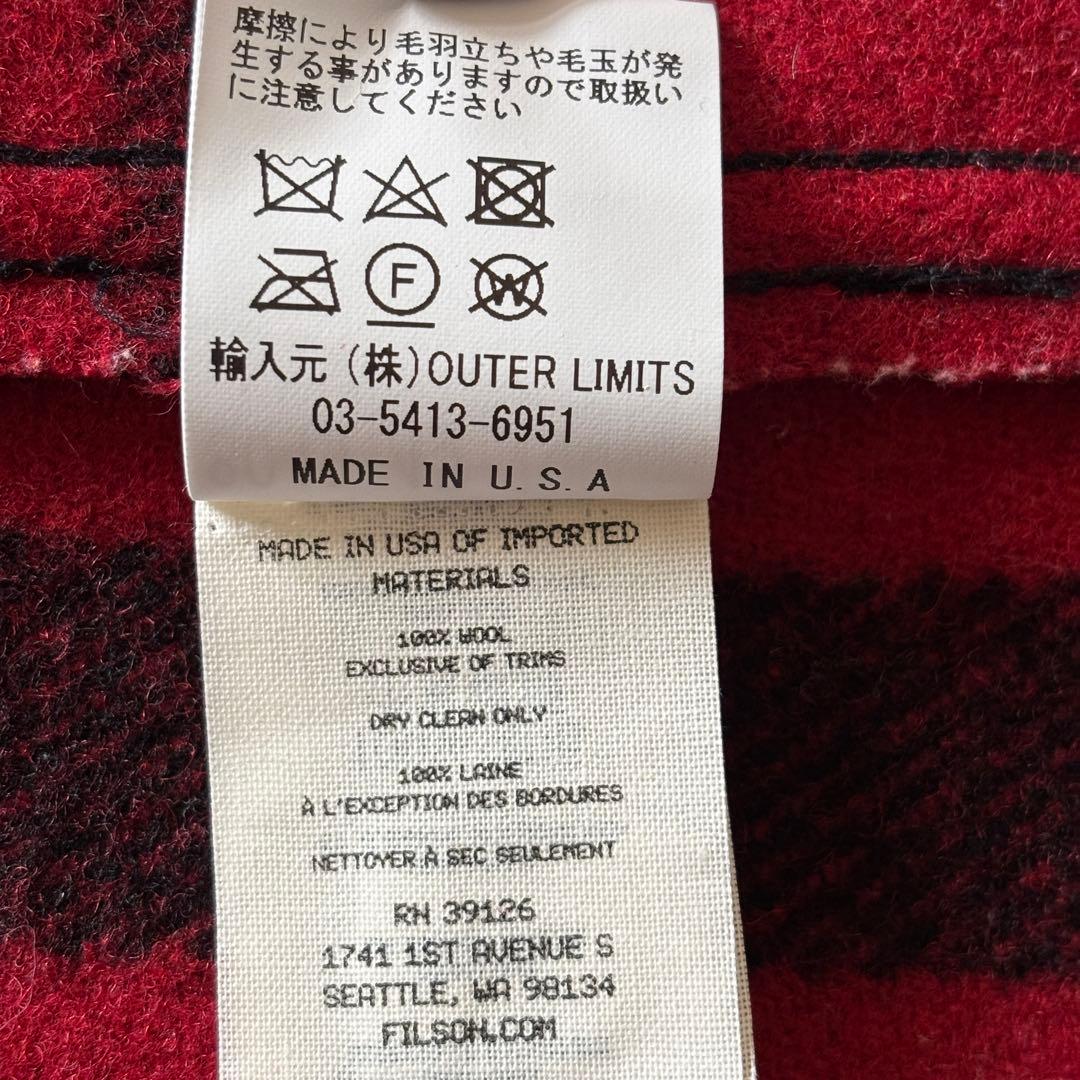 摩擦により毛羽立ちや毛玉が発
生する事がありますので取扱い
に注意してください
F
W
輸入元 (株)OUTER LIMITS
03-5413-6951
MADE IN U.S.A
MADE IN USA OF IMPORTED
MATERIALS
100% WOOL
EXCLUSIVE OF TRIMS
DRY CLEAN ONLY
100% LAINE
À L'EXCEPTION DES BORDURES
NETTOYER À SEC SEULEMENT
RN 39126
1741 1ST AVENUE S
SEATTLE, WA 98134
FILSON.COM